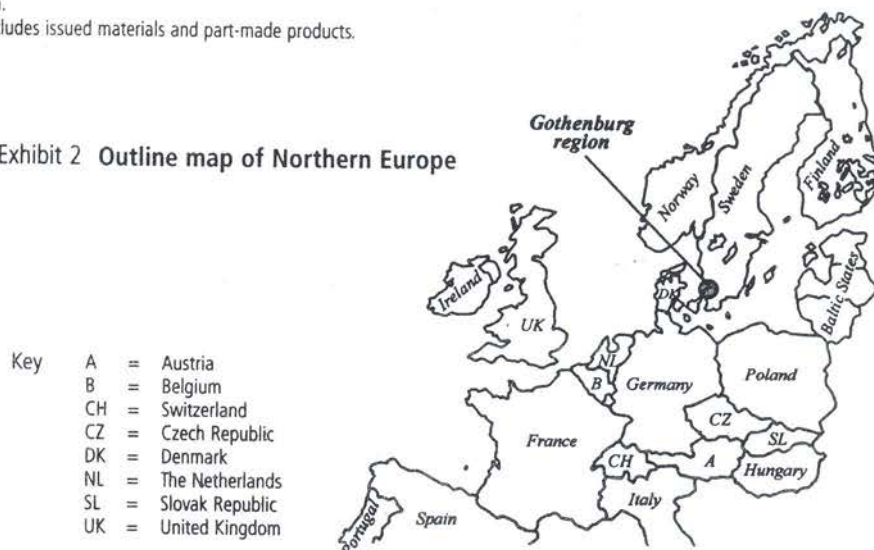 cludes issued materials and part-made products.
Exhibit 2 Outline map of Northern Europe
Gothenburg
region
Norway
Sweden
Finland
Ireland
UK
DK
Baltic States
Key
A = Austria
B = Belgium
CH = Switzerland
CZ = Czech Republic
DK = Denmark
NL = The Netherlands
SL = Slovak Republic
UK = United Kingdom
NL
B
Germany
Poland
CZ
SL
France
CH
A
Hungary
Italy
Portugal
Spain